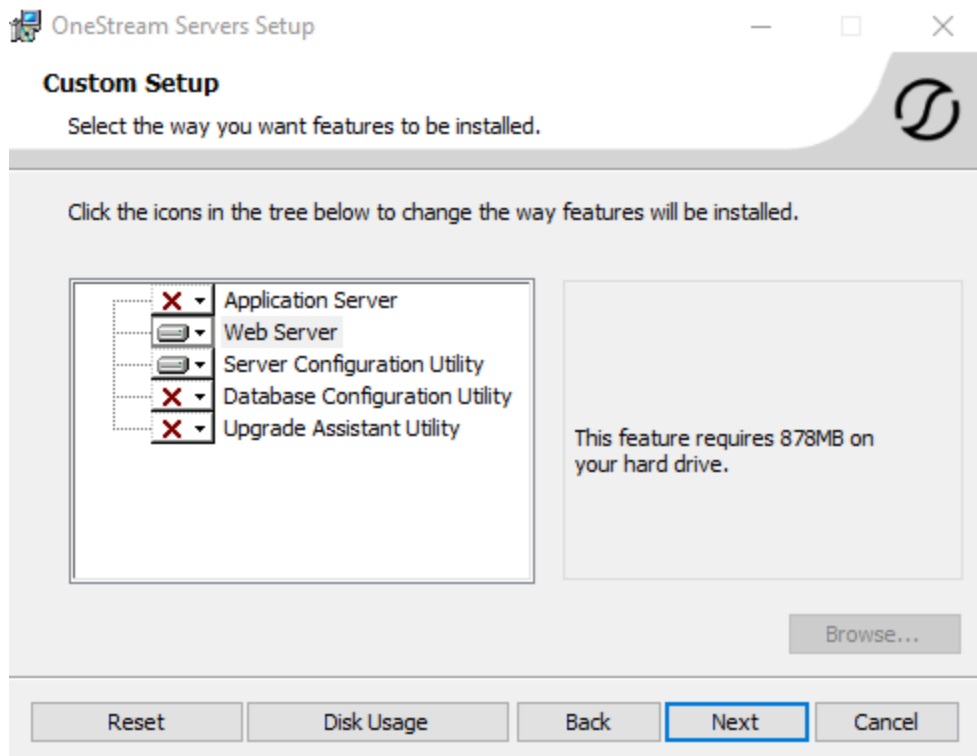 OneStream Servers Setup
Custom Setup
Select the way you want features to be installed.
Click the icons in the tree below to change the way features will be installed.
Application Server
Web Server
Server Configuration Utility
Database Configuration Utility
Upgrade Assistant Utility
This feature requires 878MB on
your hard drive.
Browse...
Reset Disk Usage Back Next Cancel